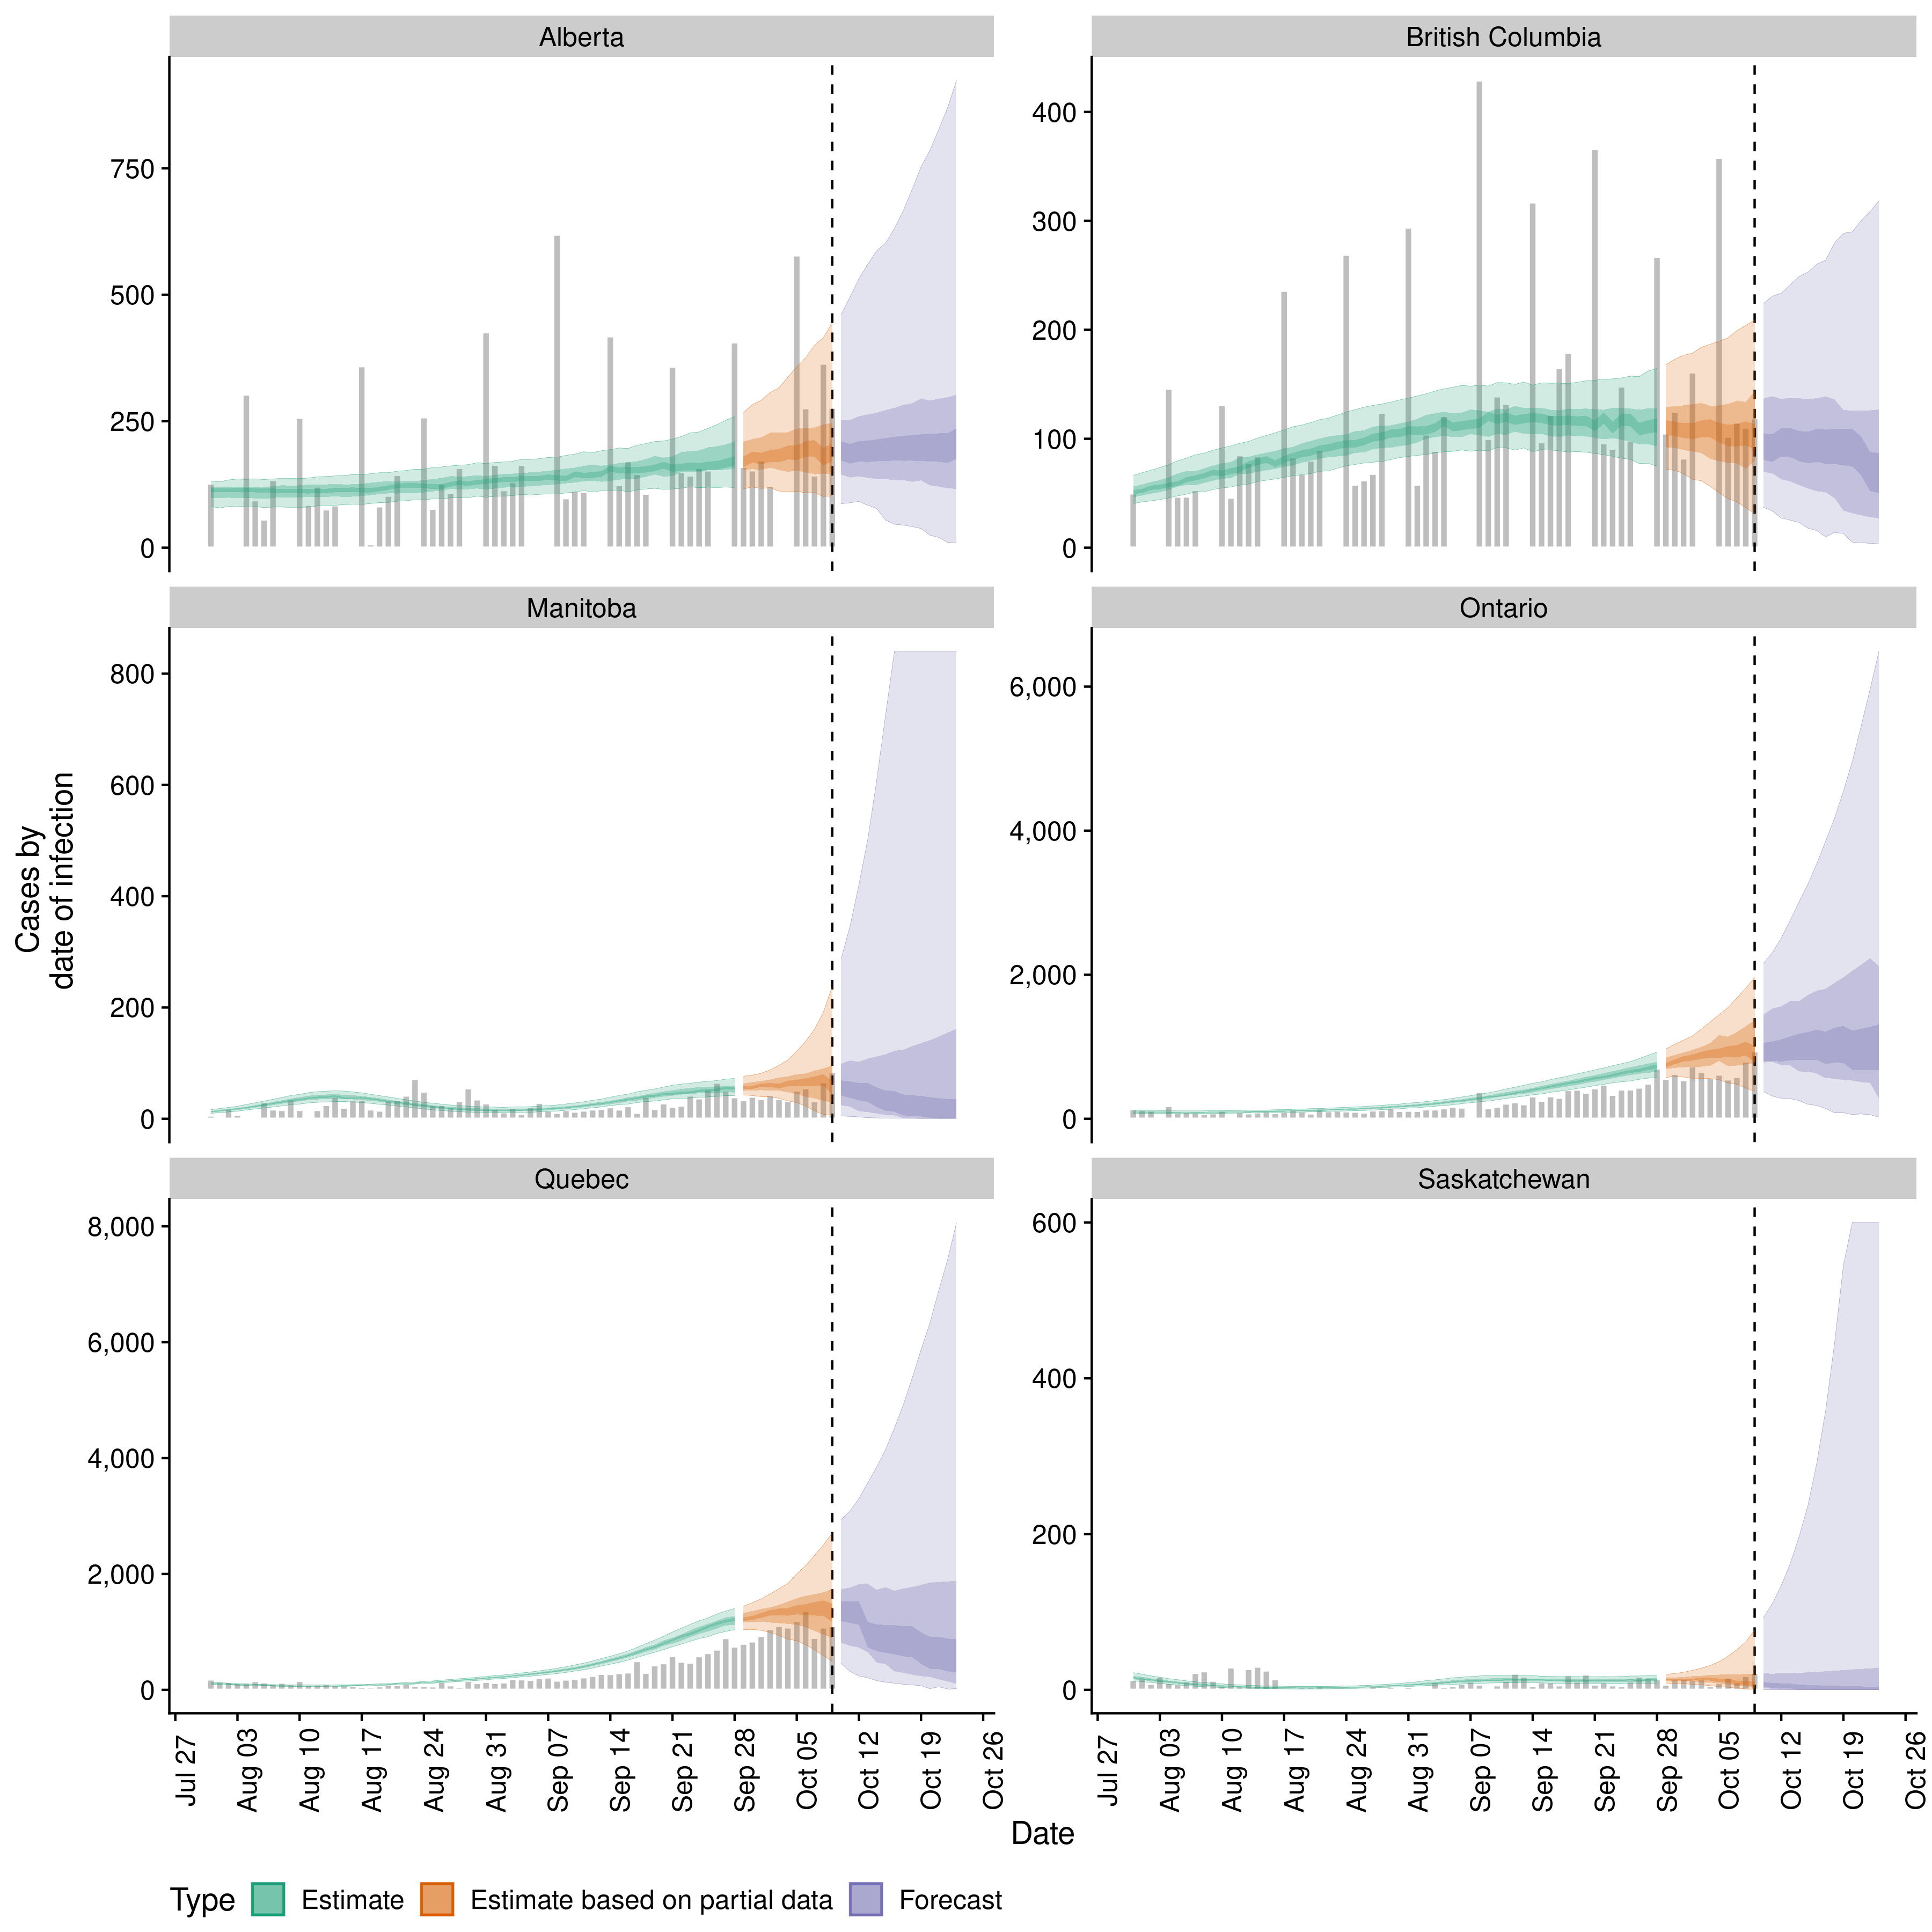 Alberta
British Columbia
750
500
250
0
400
300
200
100
0
Manitoba
Ontario
800
600
400
200
0
6,000
4,000
2,000
0
Cases by
date of infection
Quebec
Saskatchewan
8,000
6,000
4,000
2,000
0
600
400
200
0
Jul 27 Aug 03 Aug 10 Aug 17 Aug 24 Aug 31 Sep 07 Sep 14 Sep 21 Sep 28 Oct 05 Oct 12 Oct 19 Oct 26
Jul 27 Aug 03 Aug 10 Aug 17 Aug 24 Aug 31 Sep 07 Sep 14 Sep 21 Sep 28 Oct 05 Oct 12 Oct 19 Oct 26
Date
Type Estimate Estimate based on partial data Forecast